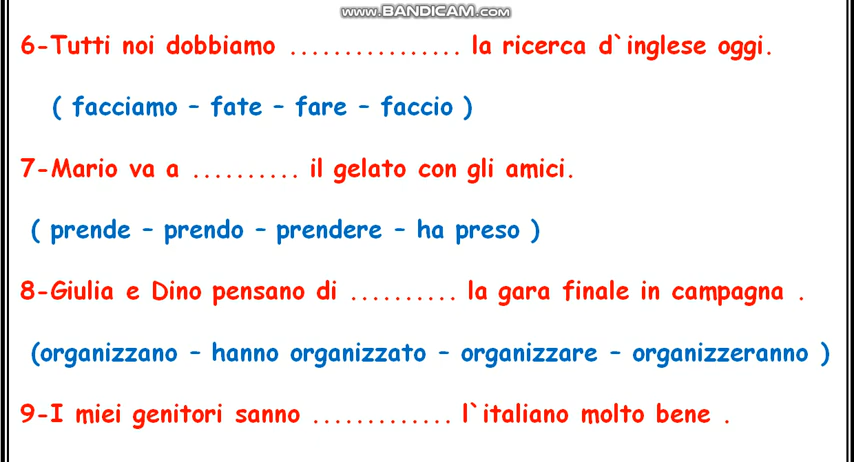 www.BANDICAM.com
6-Tutti noi dobbiamo ................ la ricerca d`inglese oggi.
( facciamo – fate – fare – faccio )
7-Mario va a .......... il gelato con gli amici.
( prende – prendo – prendere – ha preso )
8-Giulia e Dino pensano di .......... la gara finale in campagna .
(organizzano – hanno organizzato – organizzare – organizzeranno )
9-I miei genitori sanno ............. l`italiano molto bene .